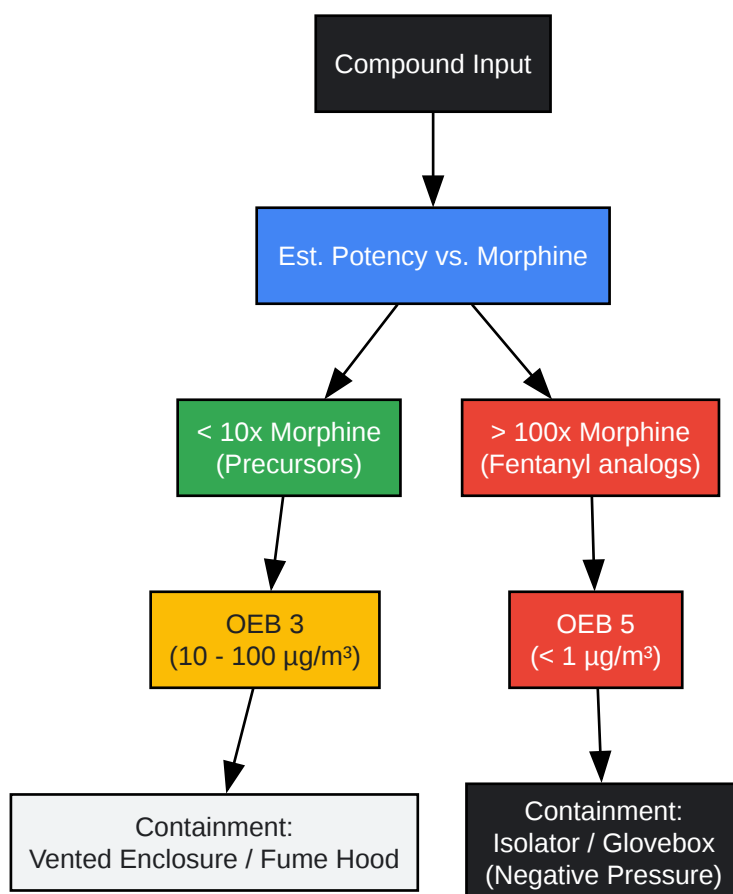 Compound Input
Est. Potency vs. Morphine
< 10x Morphine
(Precursors)
> 100x Morphine
(Fentanyl analogs)
OEB 3
(10 - 100 µg/m³)
OEB 5
(< 1 µg/m³)
Containment:
Vented Enclosure / Fume Hood
Containment:
Isolator / Glovebox
(Negative Pressure)